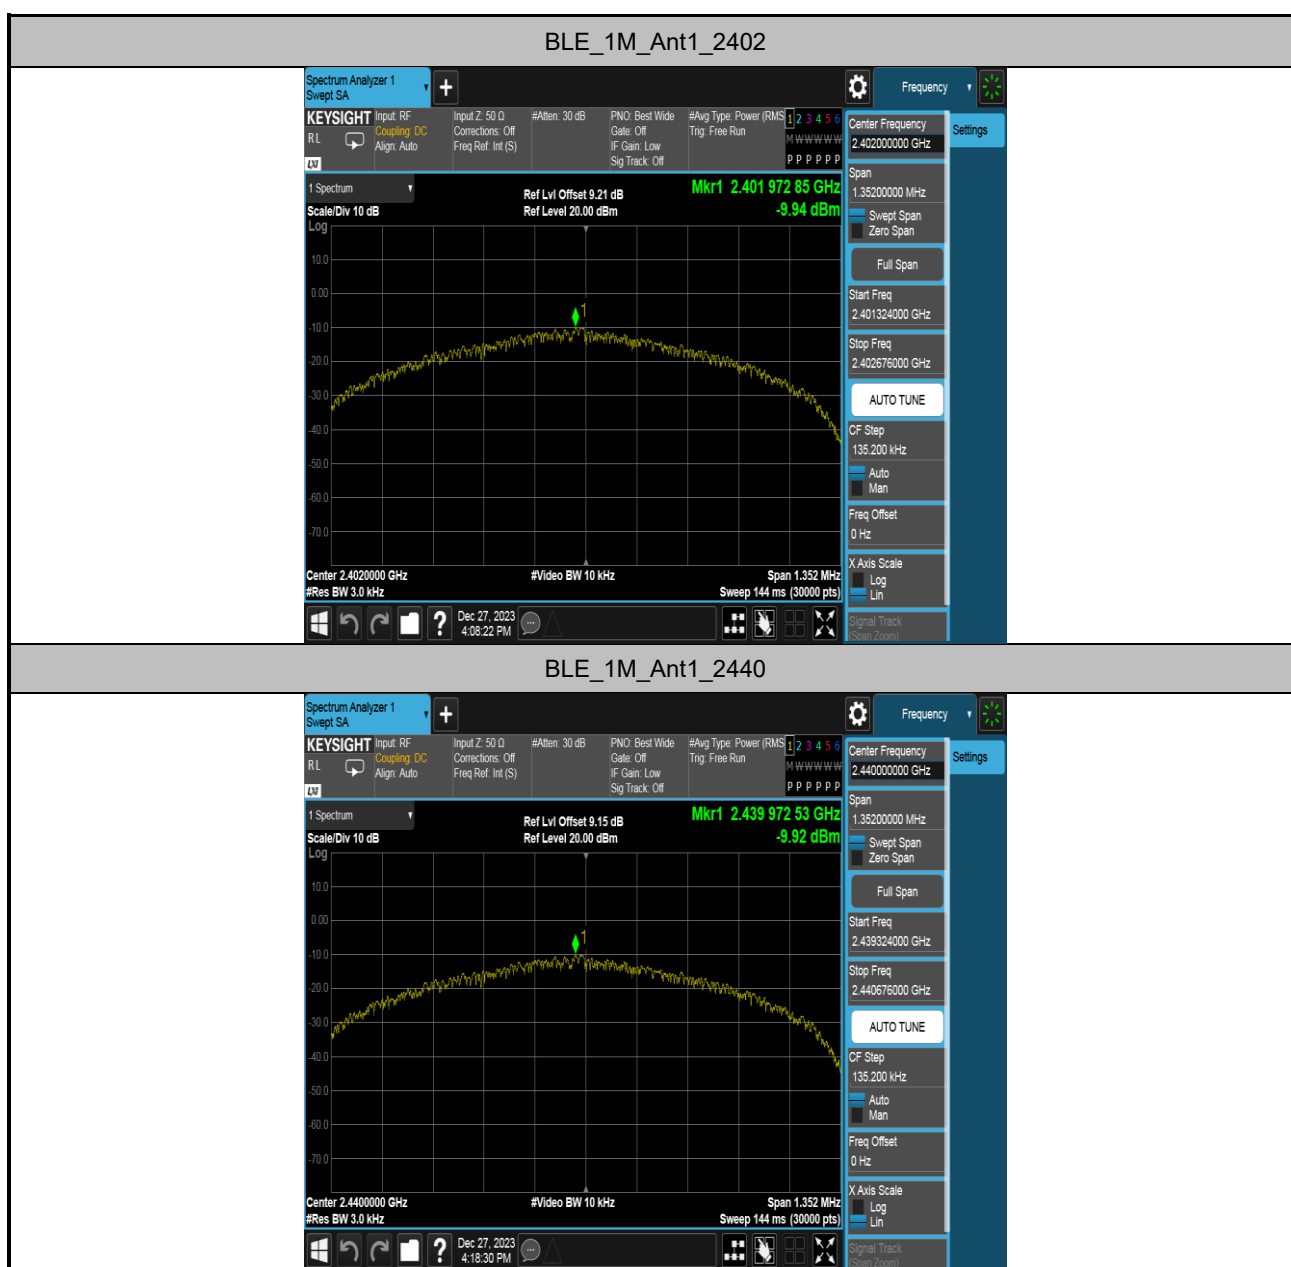 BLE_1M_Ant1_2402
Spectrum Analyzer 1
Swept SA
Frequency
KEYSIGHT
RL
LXI
Input: RF
Coupling: DC
Align: Auto
Input Z: 50 Ω
Corrections: Off
Freq Ref: Int (S)
#Atten: 30 dB
PNO: Best Wide
Gate: Off
IF Gain: Low
Sig Track: Off
#Avg Type: Power (RMS
Trig: Free Run
1 2 3 4 5 6
M W W W W W
P P P P P P
1 Spectrum
Scale/Div 10 dB
Ref Lvl Offset 9.21 dB
Ref Level 20.00 dBm
Mkr1 2.401 972 85 GHz
-9.94 dBm
Log
10.0
0.00
-10.0
-20.0
-30.0
-40.0
-50.0
-60.0
-70.0
1
Center 2.4020000 GHz
#Res BW 3.0 kHz
#Video BW 10 kHz
Span 1.352 MHz
Sweep 144 ms (30000 pts)
Dec 27, 2023
4:08:22 PM
Center Frequency
2.402000000 GHz
Settings
Span
1.35200000 MHz
Swept Span
Zero Span
Full Span
Start Freq
2.401324000 GHz
Stop Freq
2.402676000 GHz
AUTO TUNE
CF Step
135.200 kHz
Auto
Man
Freq Offset
0 Hz
X Axis Scale
Log
Lin
Signal Track
(Span Zoom)
BLE_1M_Ant1_2440
Spectrum Analyzer 1
Swept SA
Frequency
KEYSIGHT
RL
LXI
Input: RF
Coupling: DC
Align: Auto
Input Z: 50 Ω
Corrections: Off
Freq Ref: Int (S)
#Atten: 30 dB
PNO: Best Wide
Gate: Off
IF Gain: Low
Sig Track: Off
#Avg Type: Power (RMS
Trig: Free Run
1 2 3 4 5 6
M W W W W W
P P P P P P
1 Spectrum
Scale/Div 10 dB
Ref Lvl Offset 9.15 dB
Ref Level 20.00 dBm
Mkr1 2.439 972 53 GHz
-9.92 dBm
Log
10.0
0.00
-10.0
-20.0
-30.0
-40.0
-50.0
-60.0
-70.0
1
Center 2.4400000 GHz
#Res BW 3.0 kHz
#Video BW 10 kHz
Span 1.352 MHz
Sweep 144 ms (30000 pts)
Dec 27, 2023
4:18:30 PM
Center Frequency
2.440000000 GHz
Settings
Span
1.35200000 MHz
Swept Span
Zero Span
Full Span
Start Freq
2.439324000 GHz
Stop Freq
2.440676000 GHz
AUTO TUNE
CF Step
135.200 kHz
Auto
Man
Freq Offset
0 Hz
X Axis Scale
Log
Lin
Signal Track
(Span Zoom)